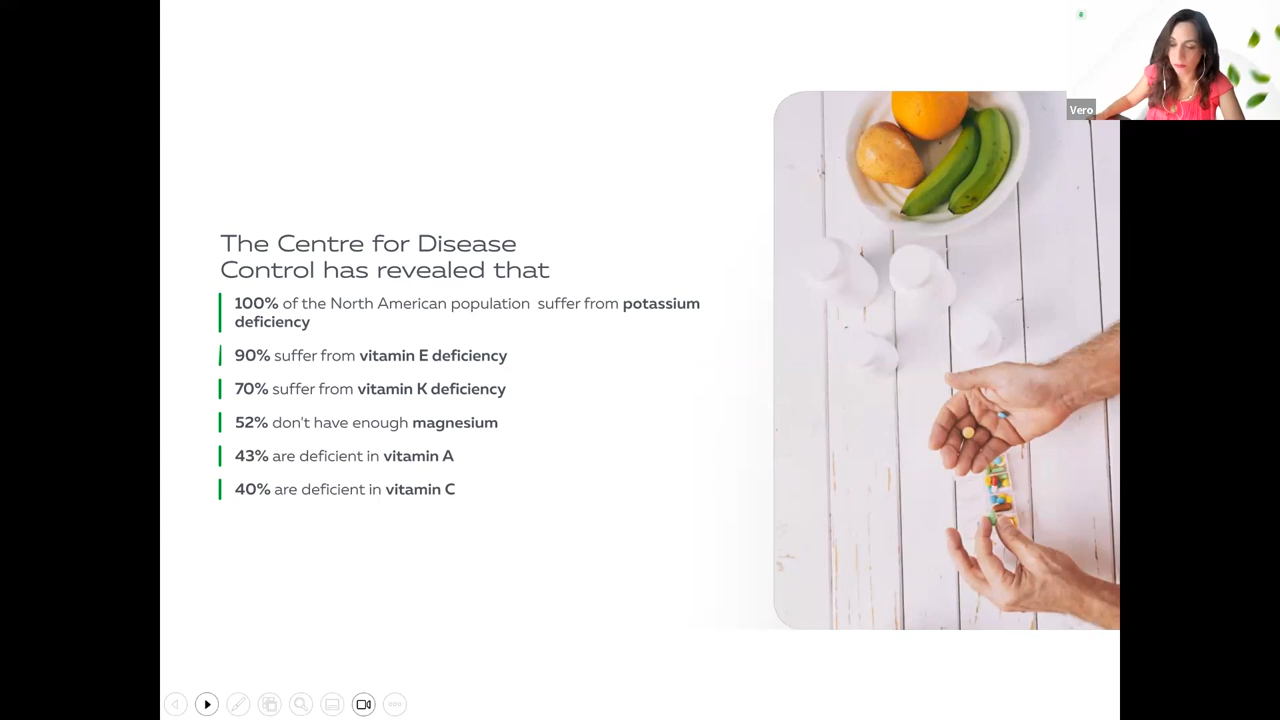 Vero
The Centre for Disease
Control has revealed that
100% of the North American population  suffer from potassium
deficiency
90% suffer from vitamin E deficiency
70% suffer from vitamin K deficiency
52% don't have enough magnesium
43% are deficient in vitamin A
40% are deficient in vitamin C